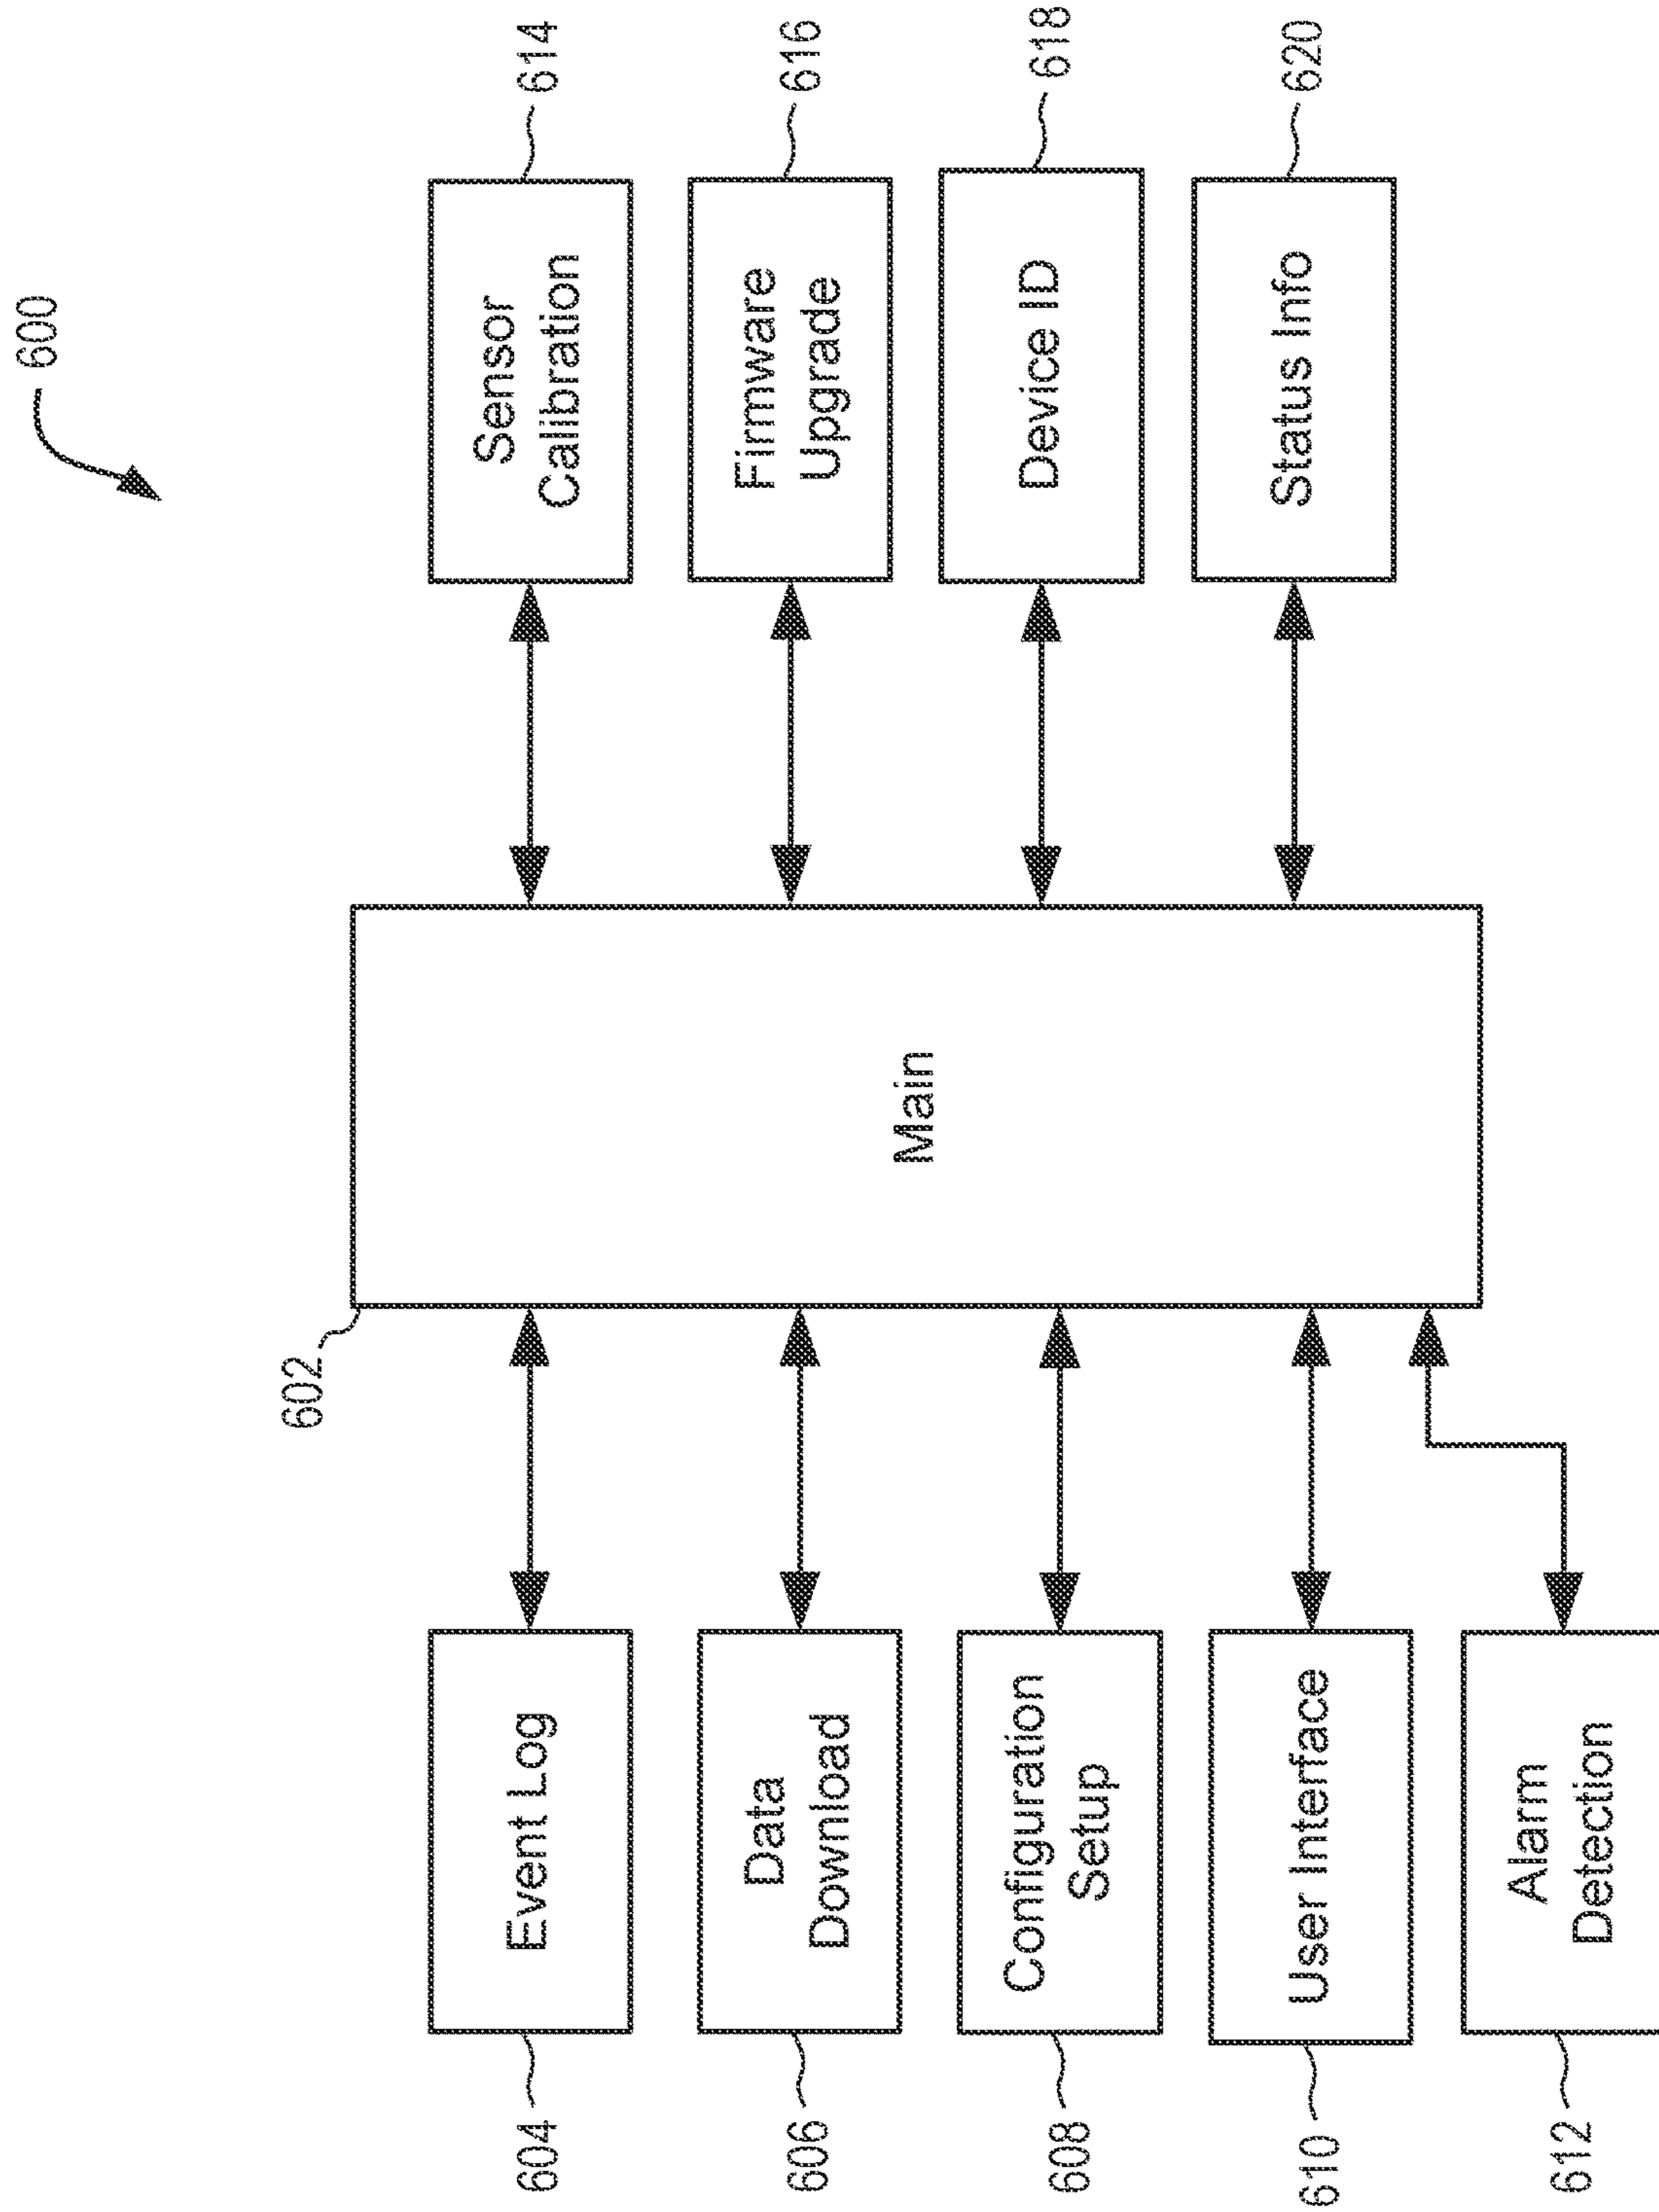 600
602
Main
604
Event Log
606
Data
Download
608
Configuration
Setup
610
User Interface
612
Alarm
Detection
Sensor
Calibration
614
Firmware
Upgrade
616
Device ID
618
Status Info
620